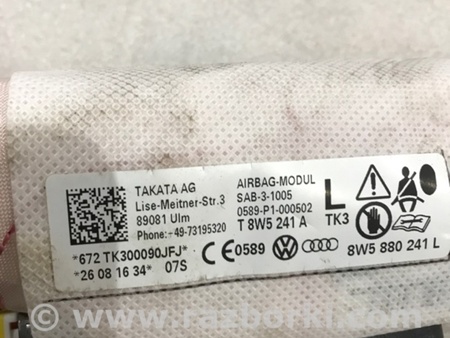 TAKATA AG
Lise-Meitner-Str.3
89081 Ulm
Phone:+49-73195320
*672 TK300090JFJ*
*26 08 16 34* 07S
AIRBAG-MODUL
SAB-3-1005
0589-P1-000502
T 8W5 241 A
L
TK3
CE 0589
8W5 880 241 L
www.razborki.com